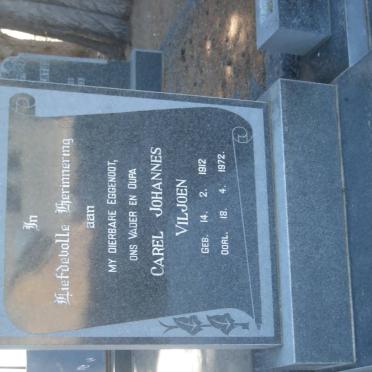 In
Liefdevolle Herinnering
aan
MY DIERBARE EGGENOOT,
ONS VADER EN OUPA
CAREL JOHANNES
VILJOEN
GEB. 14. 2. 1912
OORL. 18. 4. 1972.